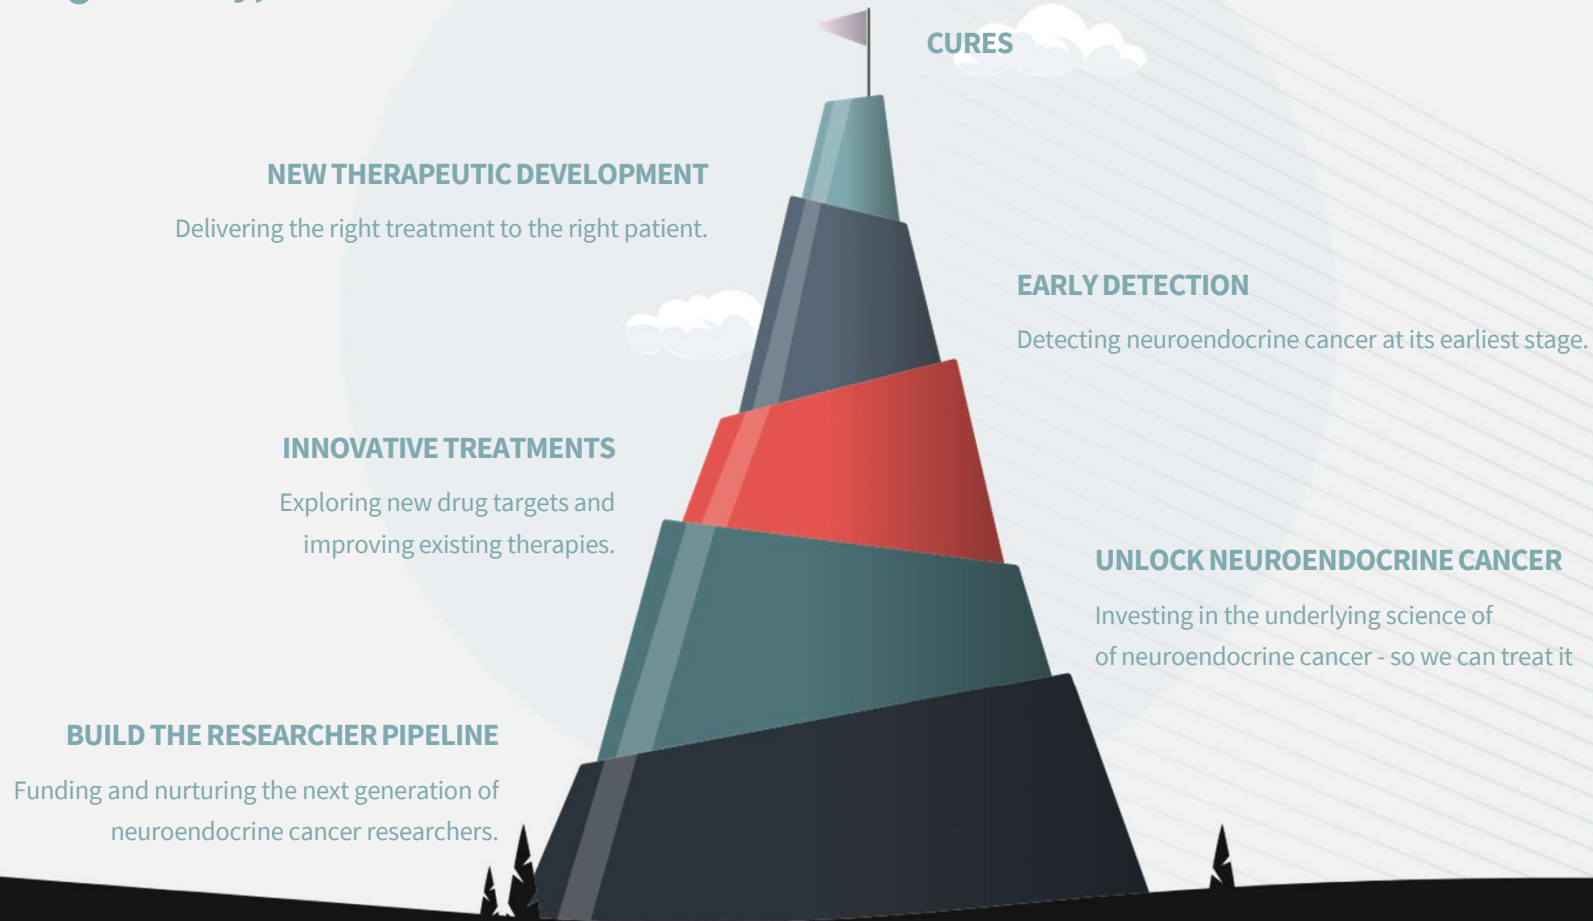 CURES
NEW THERAPEUTIC DEVELOPMENT
Delivering the right treatment to the right patient.
EARLY DETECTION
Detecting neuroendocrine cancer at its earliest stage.
INNOVATIVE TREATMENTS
Exploring new drug targets and
improving existing therapies.
UNLOCK NEUROENDOCRINE CANCER
Investing in the underlying science of
of neuroendocrine cancer - so we can treat it
BUILD THE RESEARCHER PIPELINE
Funding and nurturing the next generation of
neuroendocrine cancer researchers.